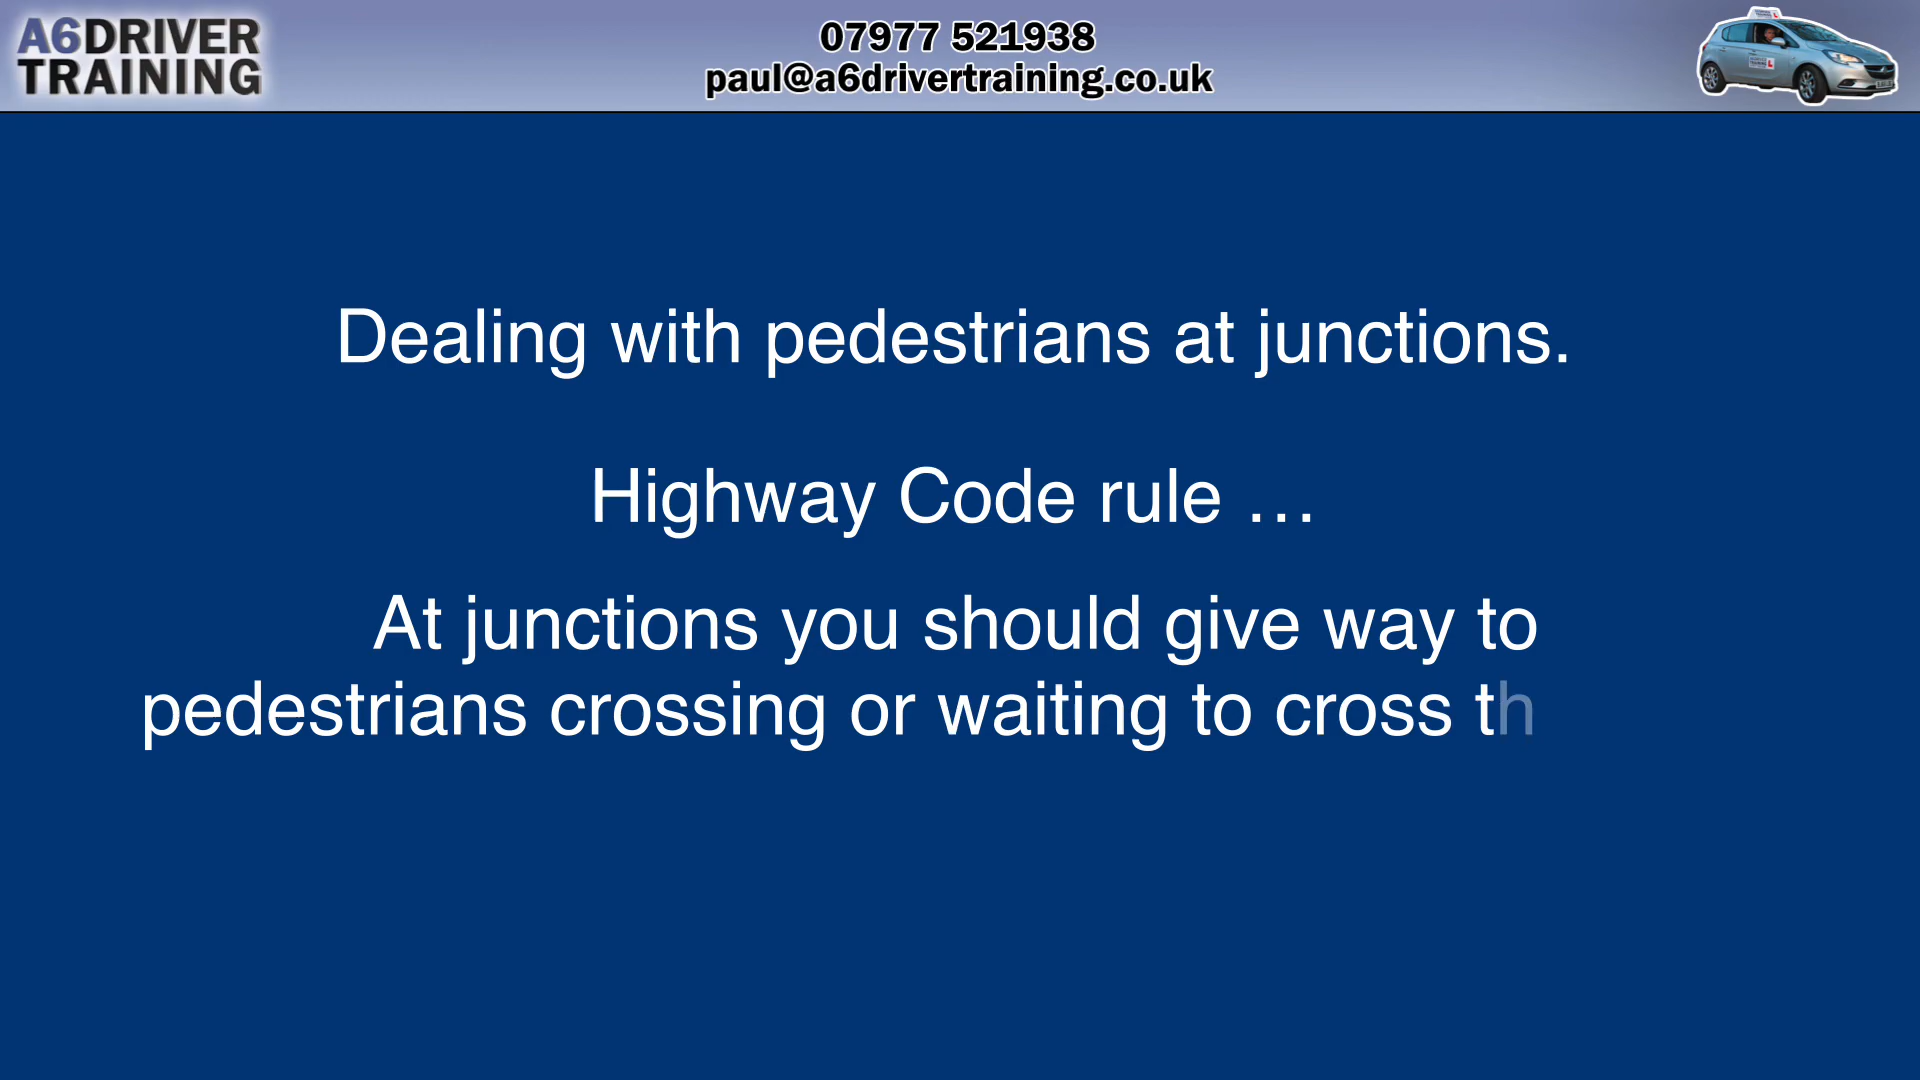 A6DRIVER
TRAINING
07977 521938
paul@a6drivertraining.co.uk
Dealing with pedestrians at junctions.
Highway Code rule …
At junctions you should give way to
pedestrians crossing or waiting to cross th